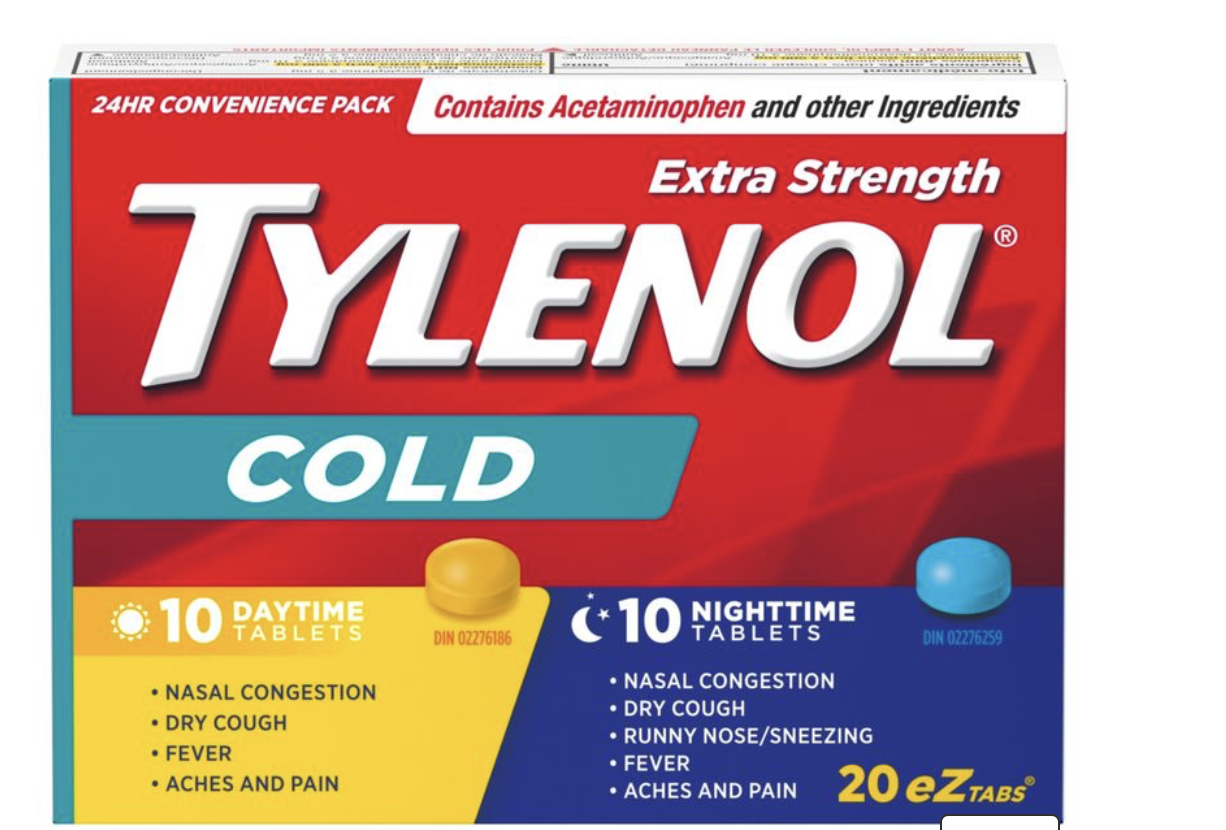 24HR CONVENIENCE PACK
Contains Acetaminophen and other Ingredients
Extra Strength
TYLENOL®
COLD
10 DAYTIME
TABLETS
DIN 02276186
• NASAL CONGESTION
• DRY COUGH
• FEVER
• ACHES AND PAIN
10 NIGHTTIME
TABLETS
DIN 02276259
• NASAL CONGESTION
• DRY COUGH
• RUNNY NOSE/SNEEZING
• FEVER
• ACHES AND PAIN
20 eZTABS®